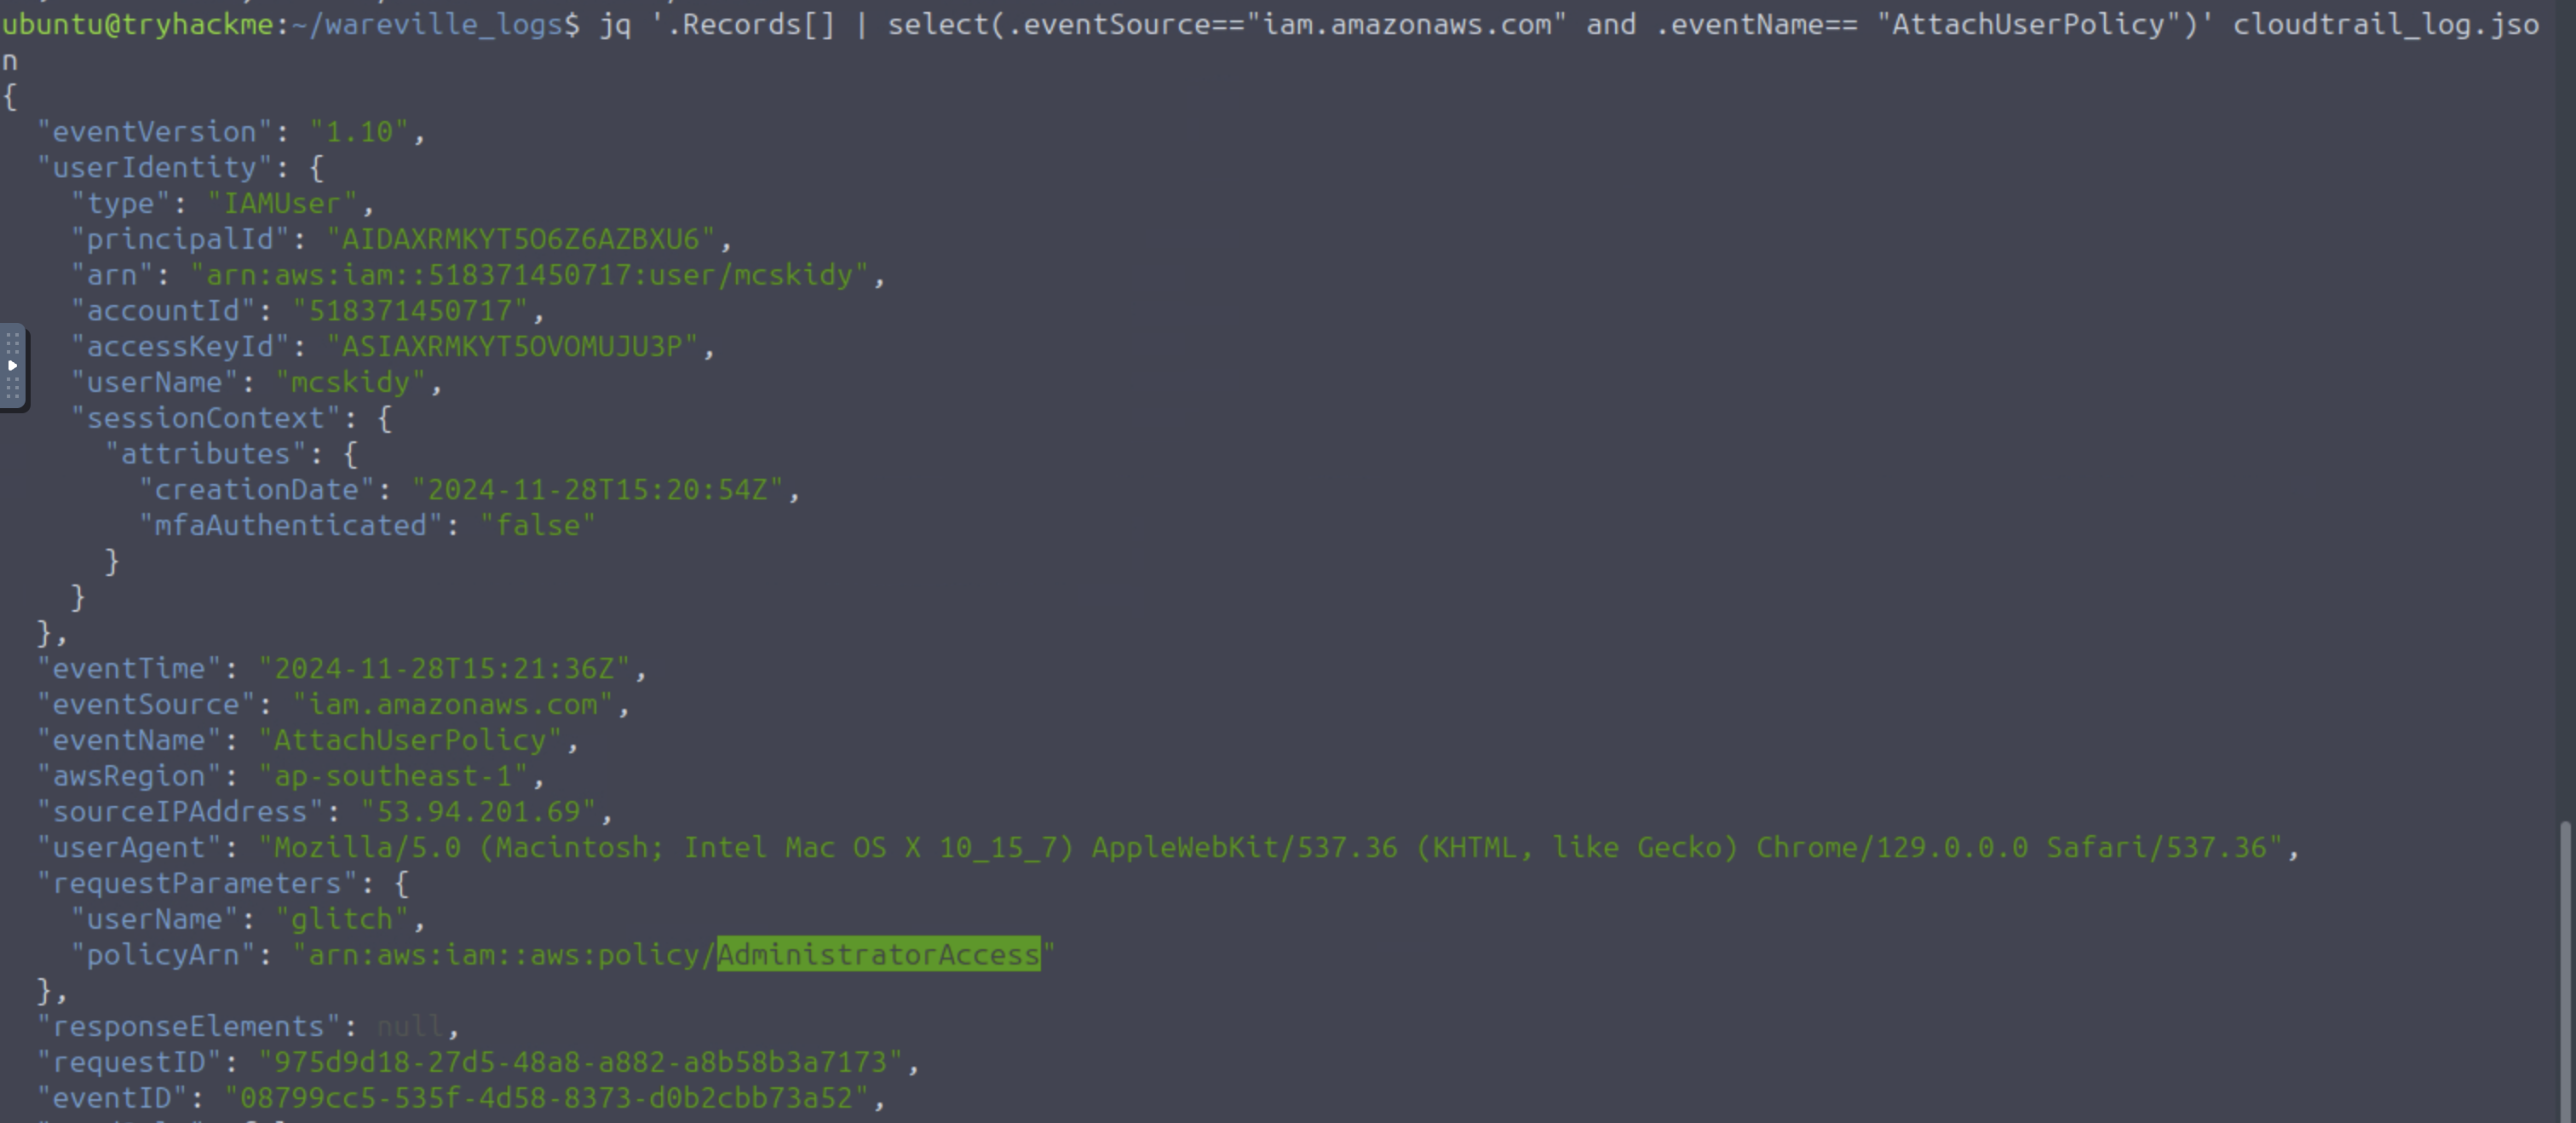 ubuntu@tryhackme:~/wareville_logs$ jq '.Records[] | select(.eventSource=="iam.amazonaws.com" and .eventName== "AttachUserPolicy")' cloudtrail_log.jso
n
{
  "eventVersion": "1.10",
  "userIdentity": {
    "type": "IAMUser",
    "principalId": "AIDAXRMKYT5O6Z6AZBXU6",
    "arn": "arn:aws:iam::518371450717:user/mcskidy",
    "accountId": "518371450717",
    "accessKeyId": "ASIAXRMKYT5OVOMUJU3P",
    "userName": "mcskidy",
    "sessionContext": {
      "attributes": {
        "creationDate": "2024-11-28T15:20:54Z",
        "mfaAuthenticated": "false"
      }
    }
  },
  "eventTime": "2024-11-28T15:21:36Z",
  "eventSource": "iam.amazonaws.com",
  "eventName": "AttachUserPolicy",
  "awsRegion": "ap-southeast-1",
  "sourceIPAddress": "53.94.201.69",
  "userAgent": "Mozilla/5.0 (Macintosh; Intel Mac OS X 10_15_7) AppleWebKit/537.36 (KHTML, like Gecko) Chrome/129.0.0.0 Safari/537.36",
  "requestParameters": {
    "userName": "glitch",
    "policyArn": "arn:aws:iam::aws:policy/AdministratorAccess"
  },
  "responseElements": null,
  "requestID": "975d9d18-27d5-48a8-a882-a8b58b3a7173",
  "eventID": "08799cc5-535f-4d58-8373-d0b2cbb73a52",